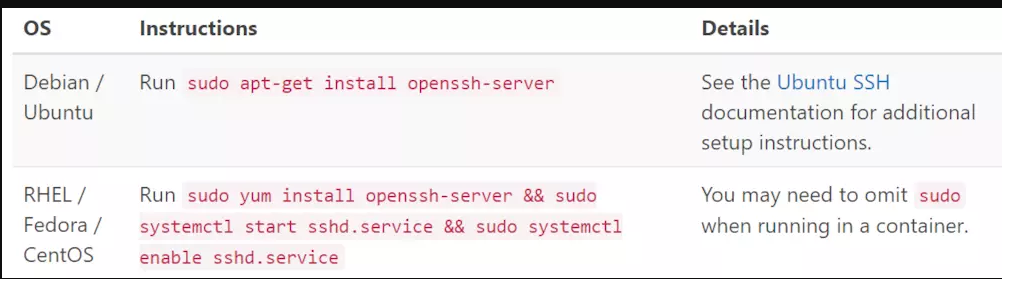 OS Instructions Details
Debian / Run sudo apt-get install openssh-server See the Ubuntu SSH
Ubuntu documentation for additional
setup instructions.
RHEL / Run sudo yum install openssh-server && sudo You may need to omit sudo
Fedora / systemctl start sshd.service && sudo systemctl when running in a container.
CentOS enable sshd.service